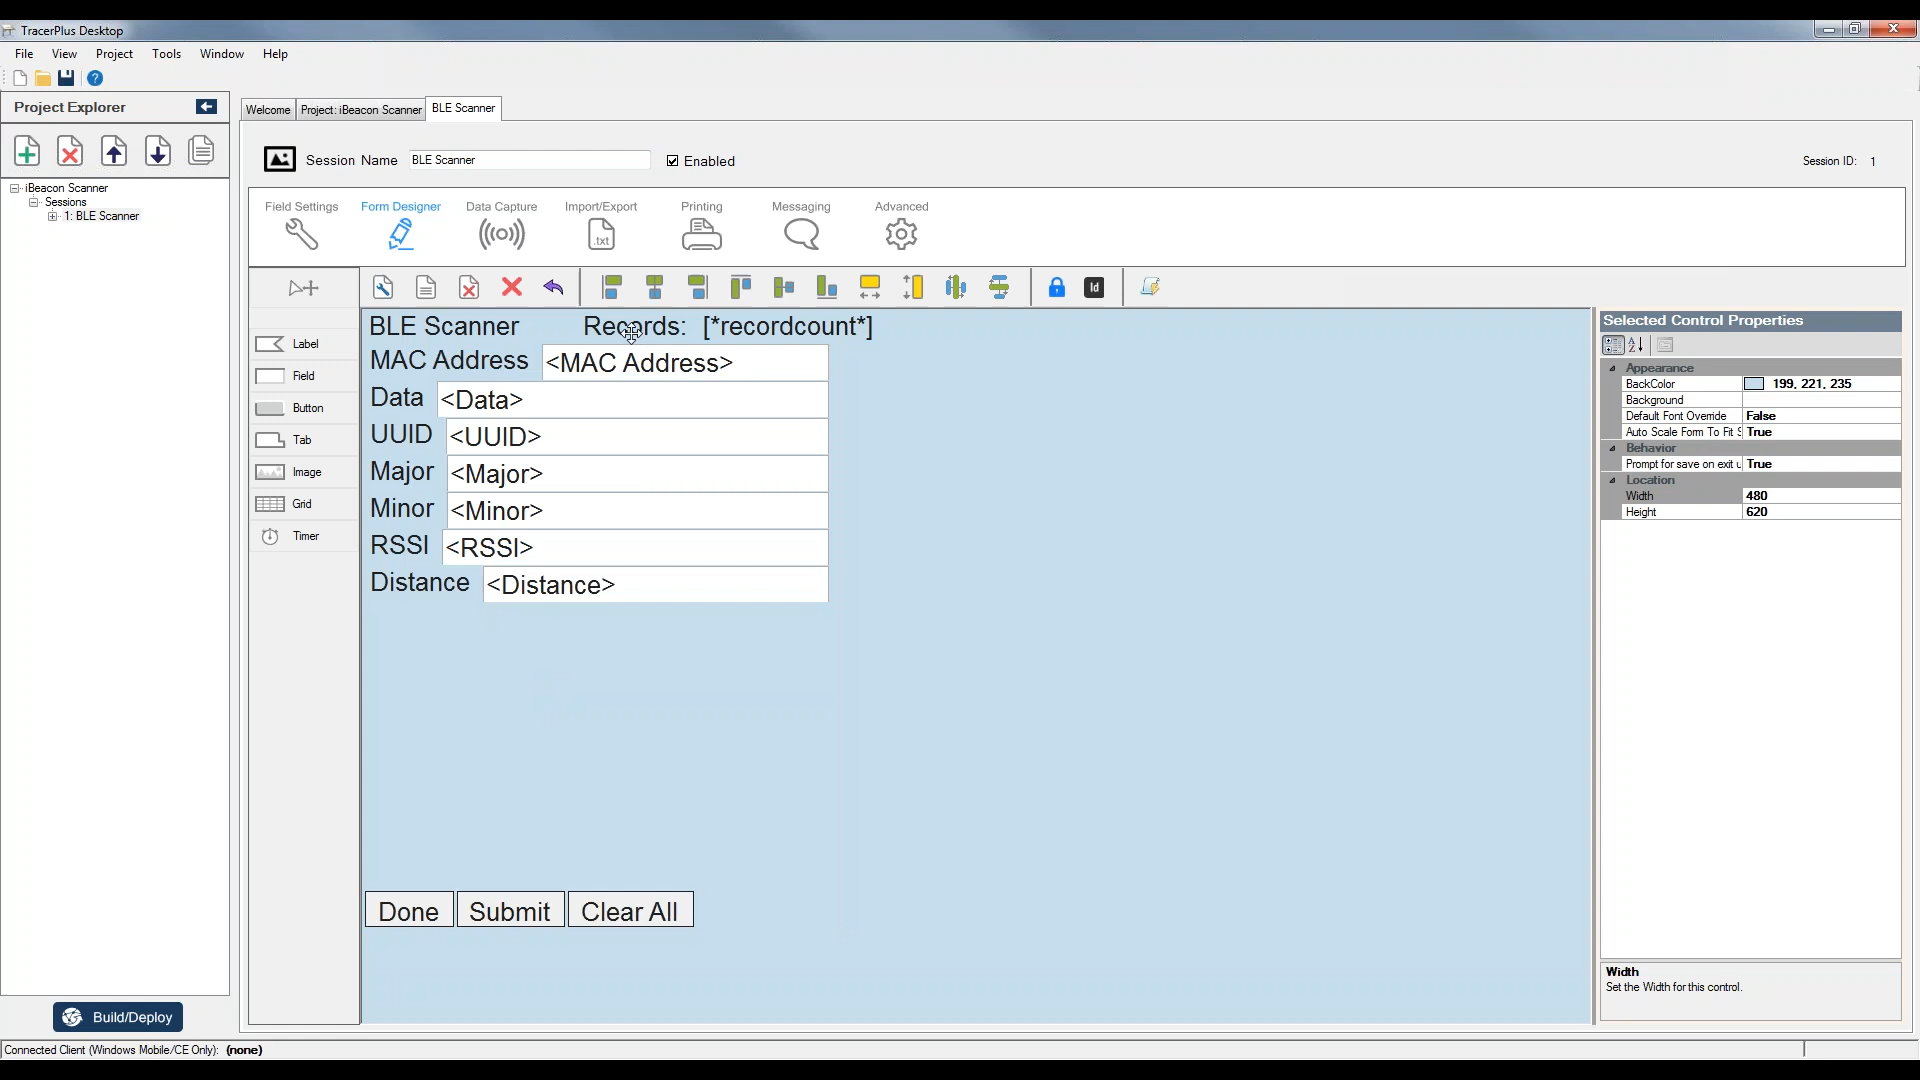 TracerPlus Desktop
File View Project Tools Window Help
Project Explorer
iBeacon Scanner
Sessions
1: BLE Scanner
Build/Deploy
Welcome Project: iBeacon Scanner BLE Scanner
Session Name BLE Scanner Enabled Session ID: 1
Field Settings Form Designer Data Capture Import/Export Printing Messaging Advanced
.txt
Id
Label
Field
Button
Tab
Image
Grid
Timer
BLE Scanner Records: [*recordcount*]
MAC Address <MAC Address>
Data <Data>
UUID <UUID>
Major <Major>
Minor <Minor>
RSSI <RSSI>
Distance <Distance>
Done Submit Clear All
Selected Control Properties
Appearance
BackColor 199, 221, 235
Background
Default Font Override False
Auto Scale Form To Fit S True
Behavior
Prompt for save on exit u True
Location
Width 480
Height 620
Width
Set the Width for this control.
Connected Client (Windows Mobile/CE Only): (none)